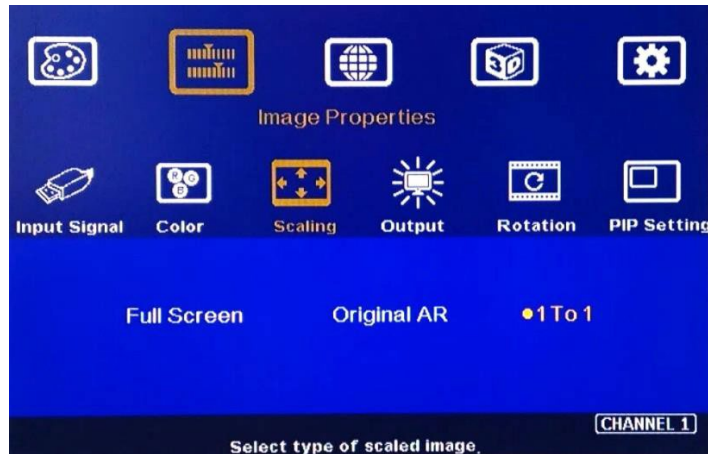 3D
Image Properties
R G
B
Input Signal Color Scaling Output Rotation PIP Setting
Full Screen Original AR 1 To 1
CHANNEL 1
Select type of scaled image.